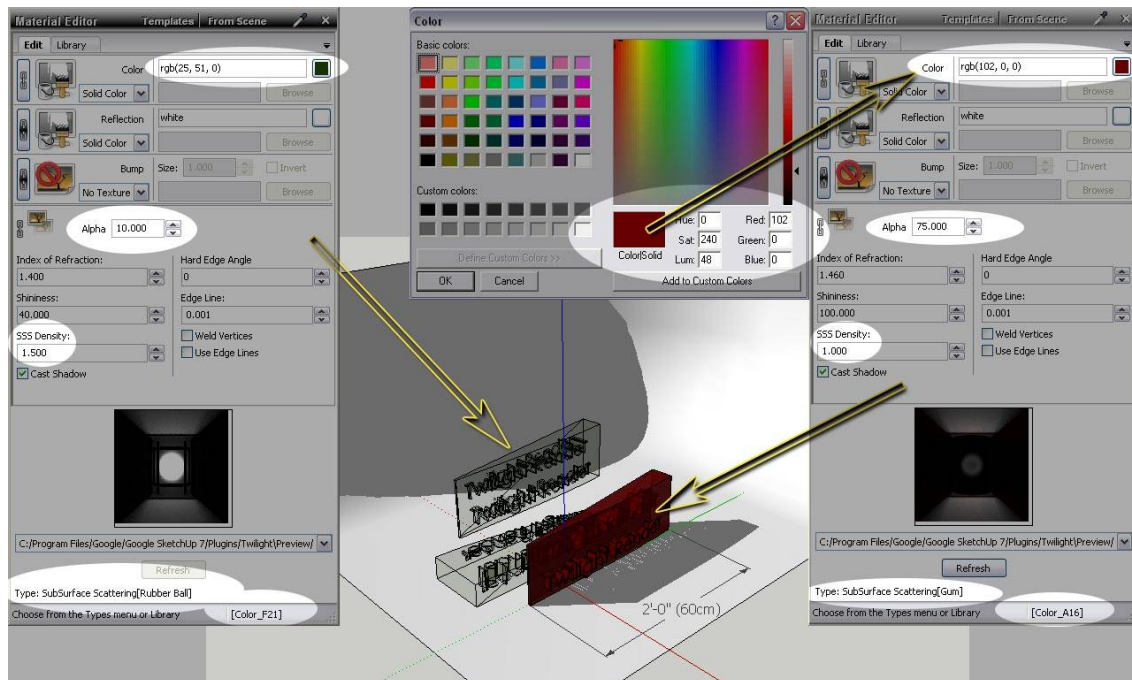 Material Editor Templates From Scene
Edit Library
Color rgb(25, 51, 0)
Solid Color Browse
Reflection white
Solid Color Browse
Bump Size: 1.000 Invert
No Texture Browse
Alpha 10.000
Index of Refraction: Hard Edge Angle
1.400 0
Shininess: Edge Line:
40.000 0.001
SSS Density: Weld Vertices
1.500 Use Edge Lines
Cast Shadow
C:/Program Files/Google/Google SketchUp 7/Plugins/Twilight/Preview/
Refresh
Type: SubSurface Scattering[Rubber Ball]
Choose from the Types menu or Library [Color_F21]
Color
Basic colors:
Custom colors:
Define Custom Colors >>
OK Cancel
Hue: 0 Red: 102
Sat: 240 Green: 0
Color|Solid Lum: 48 Blue: 0
Add to Custom Colors
Twilight Render
Twilight Render
2'-0" (60cm)
Material Editor Templates From Scene
Edit Library
Color rgb(102, 0, 0)
Solid Color Browse
Reflection white
Solid Color Browse
Bump Size: 1.000 Invert
No Texture Browse
Alpha 75.000
Index of Refraction: Hard Edge Angle
1.460 0
Shininess: Edge Line:
100.000 0.001
SSS Density: Weld Vertices
1.000 Use Edge Lines
Cast Shadow
C:/Program Files/Google/Google SketchUp 7/Plugins/Twilight/Preview/
Refresh
Type: SubSurface Scattering[Gum]
Choose from the Types menu or Library [Color_A16]